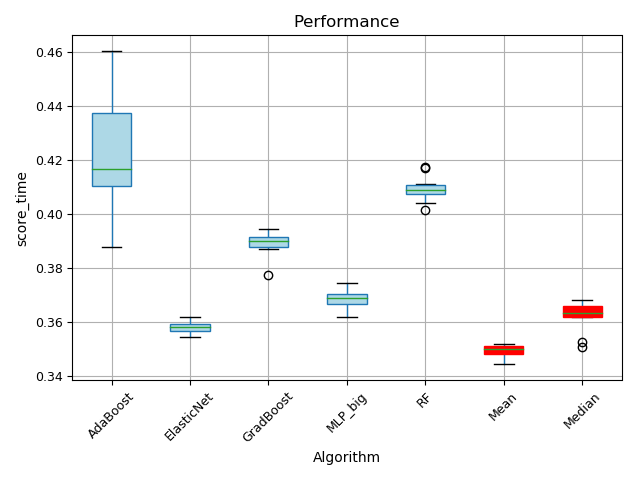 Performance
score_time
0.46
0.44
0.42
0.40
0.38
0.36
0.34
AdaBoost
ElasticNet
GradBoost
MLP_big
RF
Mean
Median
Algorithm